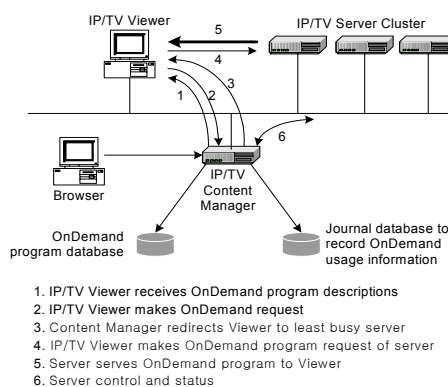 IP/TV Viewer
IP/TV Server Cluster
5
4
3
2
1
6
IP/TV
Content
Manager
Browser
OnDemand
program database
Journal database to
record OnDemand
usage information
1. IP/TV Viewer receives OnDemand program descriptions
2. IP/TV Viewer makes OnDemand request
3. Content Manager redirects Viewer to least busy server
4. IP/TV Viewer makes OnDemand program request of server
5. Server serves OnDemand program to Viewer
6. Server control and status